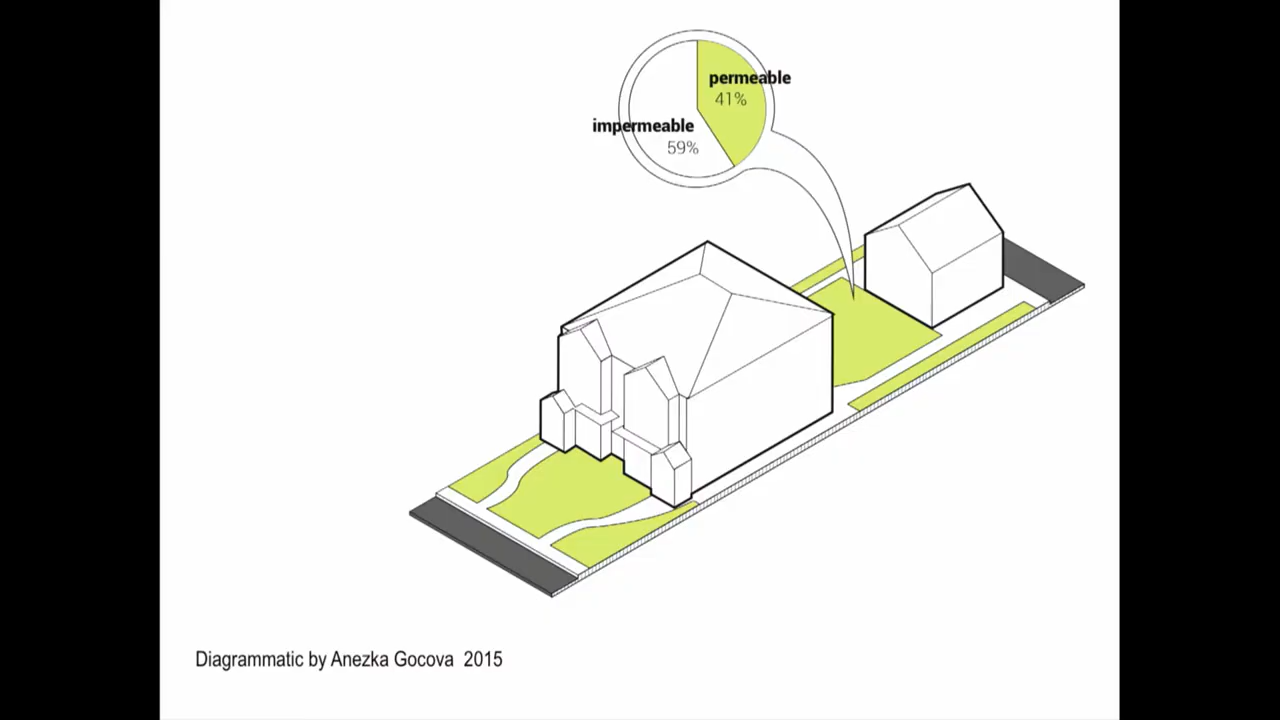 permeable
41%
impermeable
59%
Diagrammatic by Anezka Gocova 2015